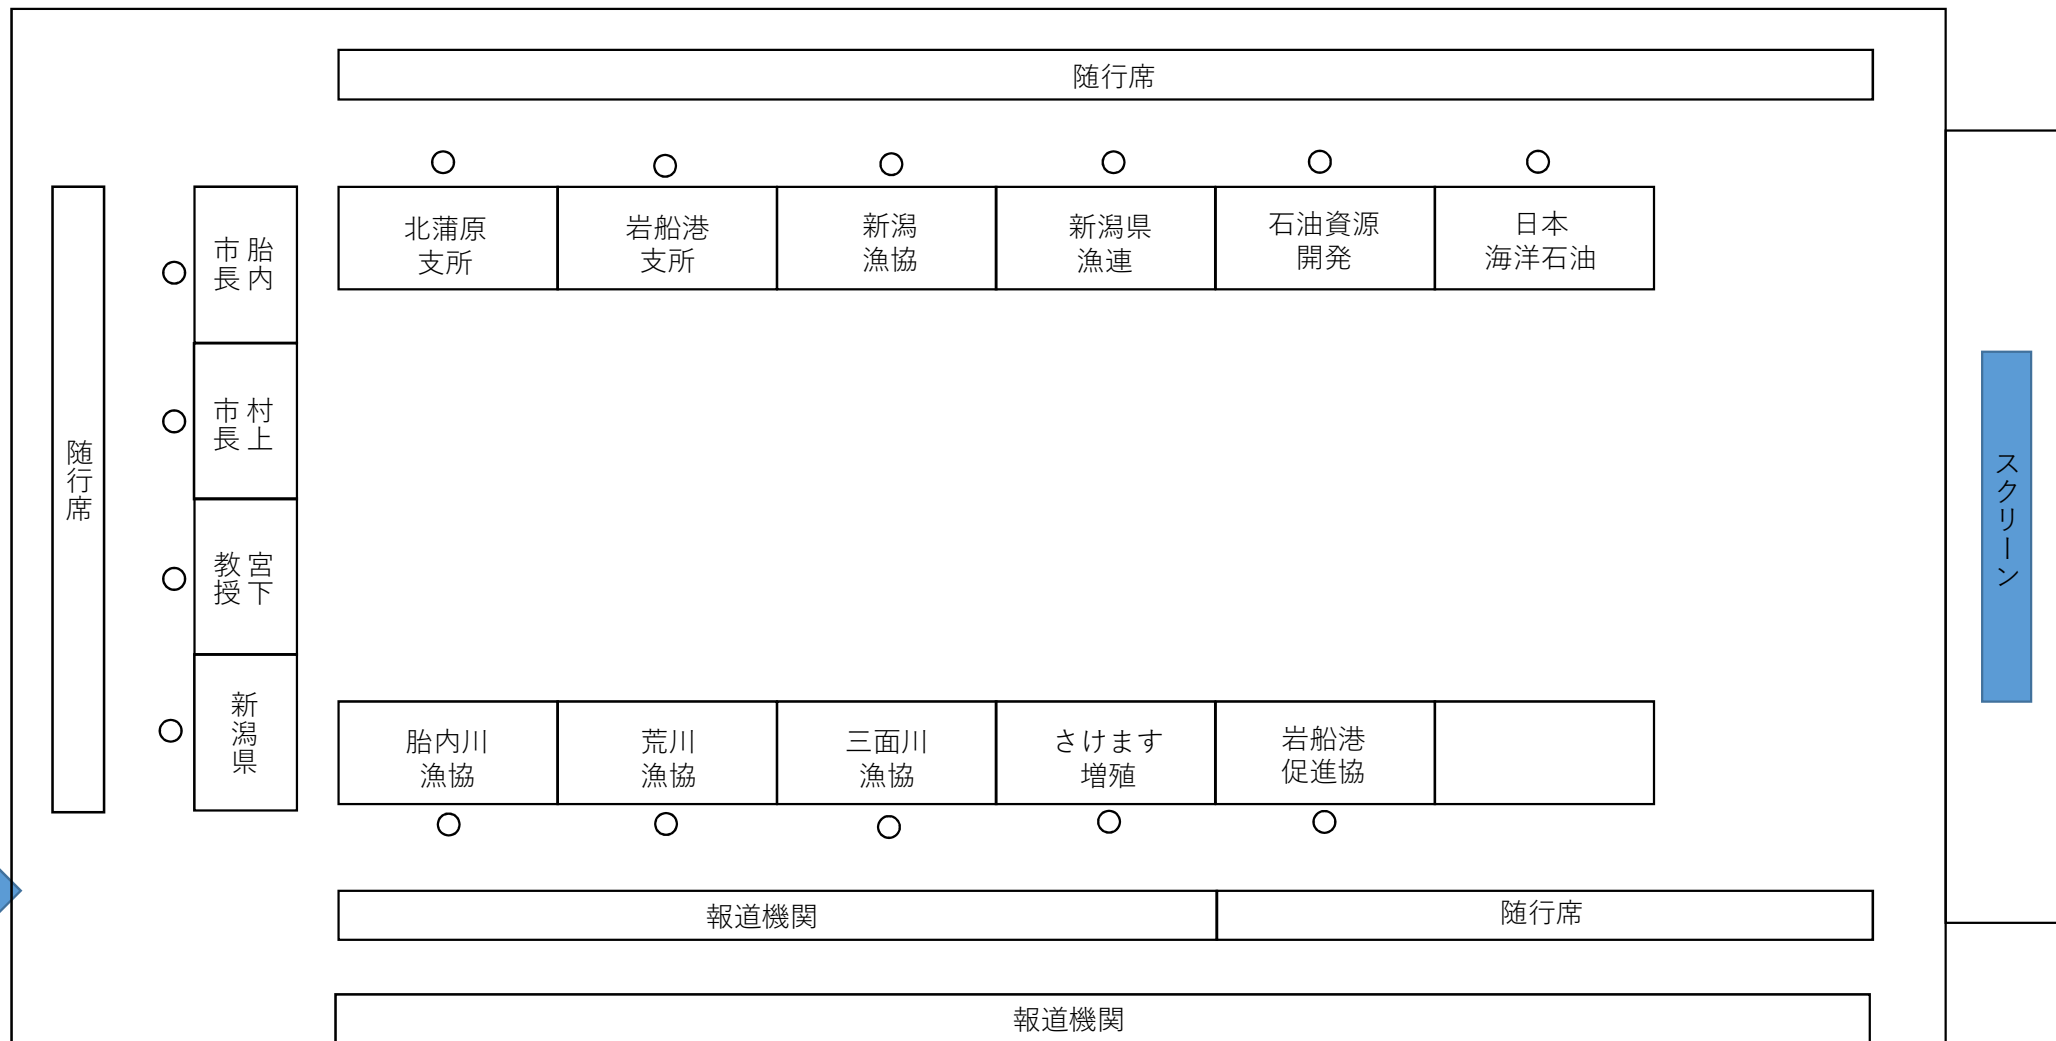 随行席
北蒲原
支所
岩船港
支所
新潟
漁協
新潟県
漁連
石油資源
開発
日本
海洋石油
随行席
胎内
市長
村上
市長
宮下
教授
新潟県
スクリーン
胎内川
漁協
荒川
漁協
三面川
漁協
さけます
増殖
岩船港
促進協
報道機関
随行席
報道機関